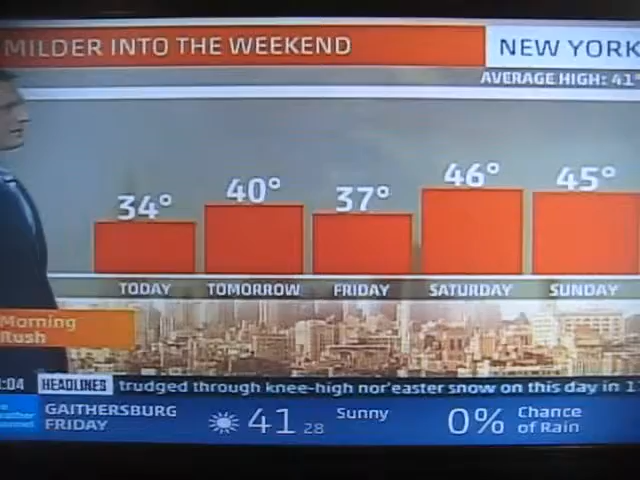 MILDER INTO THE WEEKEND
NEW YORK
AVERAGE HIGH: 41°
34° 40° 37° 46° 45°
TODAY TOMORROW FRIDAY SATURDAY SUNDAY
Morning
Rush
:04 HEADLINES trudged through knee-high nor'easter snow on this day in 1
GAITHERSBURG
FRIDAY
41 28
Sunny
0% Chance
of Rain